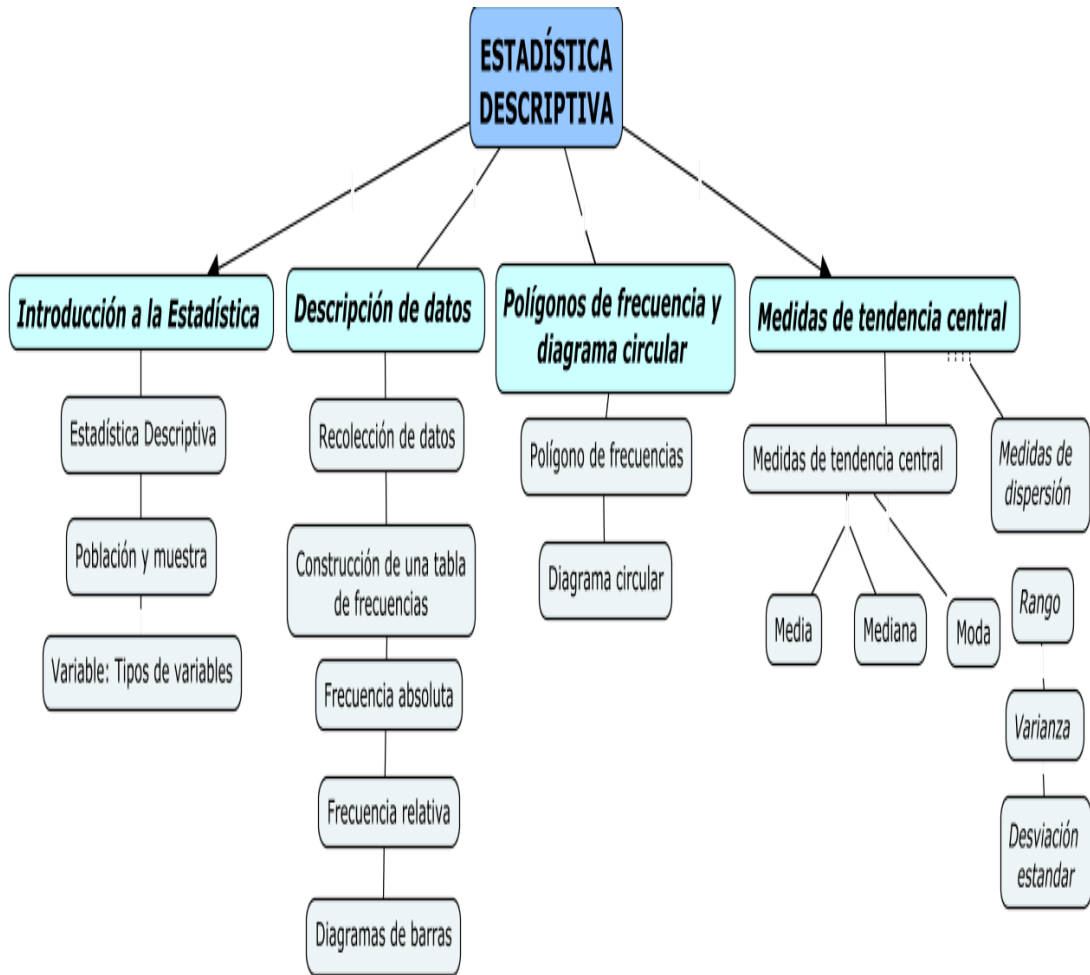 ESTADÍSTICA
DESCRIPTIVA
Introducción a la Estadística
Estadística Descriptiva
Población y muestra
Variable: Tipos de variables
Descripción de datos
Recolección de datos
Construcción de una tabla
de frecuencias
Frecuencia absoluta
Frecuencia relativa
Diagramas de barras
Polígonos de frecuencia y
diagrama circular
Polígono de frecuencias
Diagrama circular
Medidas de tendencia central
Medidas de tendencia central
Media
Mediana
Moda
Medidas de
dispersión
Rango
Varianza
Desviación
estandar